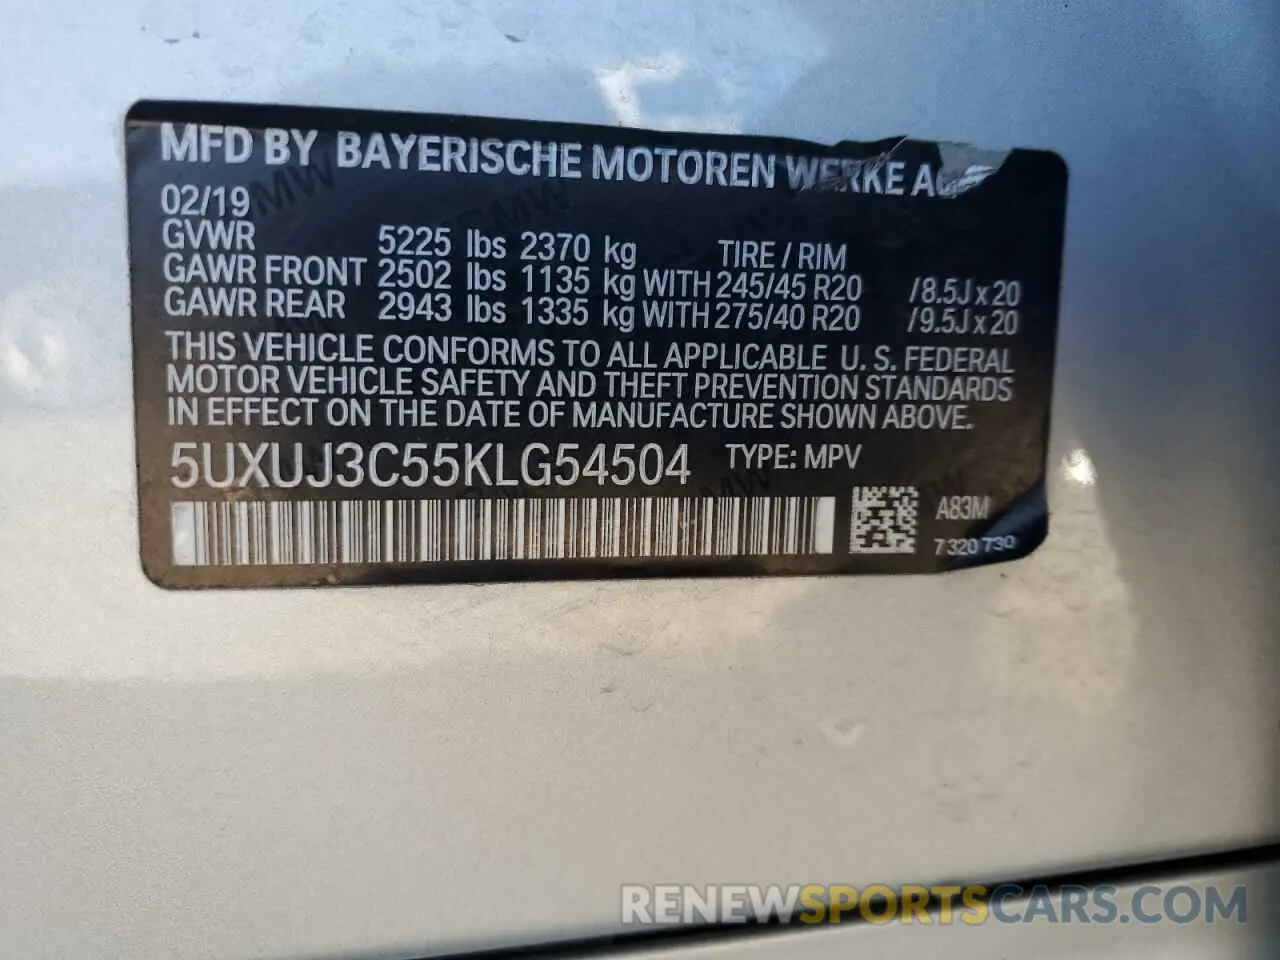 MFD BY BAYERISCHE MOTOREN WERKE AG
02/19
GVWR 5225 lbs 2370 kg TIRE / RIM
GAWR FRONT 2502 lbs 1135 kg WITH 245/45 R20 /8.5J x 20
GAWR REAR 2943 lbs 1335 kg WITH 275/40 R20 /9.5J x 20
THIS VEHICLE CONFORMS TO ALL APPLICABLE U. S. FEDERAL
MOTOR VEHICLE SAFETY AND THEFT PREVENTION STANDARDS
IN EFFECT ON THE DATE OF MANUFACTURE SHOWN ABOVE.
5UXUJ3C55KLG54504 TYPE: MPV
A83M
7 320 730
RENEWSPORTSCARS.COM